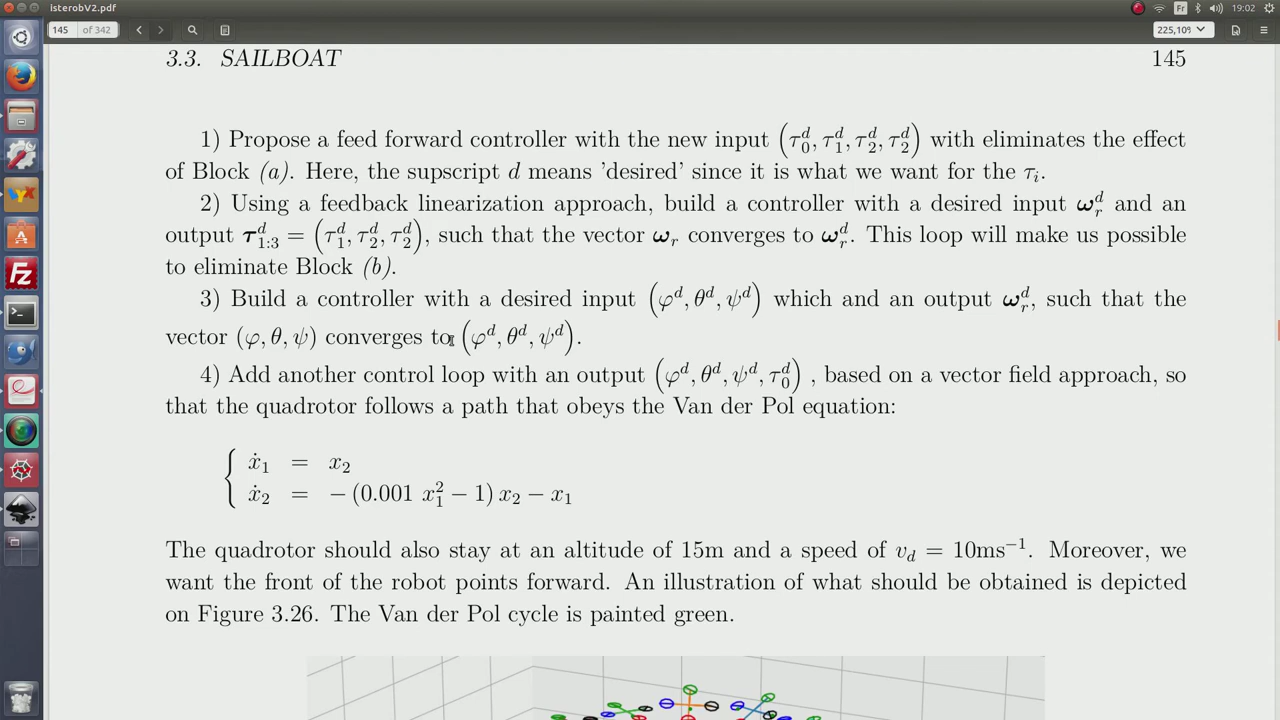 isterobV2.pdf
Fr
19:02
145 of 342
225,10%
3.3. SAILBOAT 145
1) Propose a feed forward controller with the new input (τ₀ᵈ, τ₁ᵈ, τ₂ᵈ, τ₂ᵈ) with eliminates the effect
of Block (a). Here, the supscript d means 'desired' since it is what we want for the τᵢ.
2) Using a feedback linearization approach, build a controller with a desired input ωᵣᵈ and an
output τ₁:₃ᵈ = (τ₁ᵈ, τ₂ᵈ, τ₂ᵈ), such that the vector ωᵣ converges to ωᵣᵈ. This loop will make us possible
to eliminate Block (b).
3) Build a controller with a desired input (φᵈ, θᵈ, ψᵈ) which and an output ωᵣᵈ, such that the
vector (φ, θ, ψ) converges to (φᵈ, θᵈ, ψᵈ).
4) Add another control loop with an output (φᵈ, θᵈ, ψᵈ, τ₀ᵈ) , based on a vector field approach, so
that the quadrotor follows a path that obeys the Van der Pol equation:
ẋ₁ = x₂
ẋ₂ = − (0.001 x₁² − 1) x₂ − x₁
The quadrotor should also stay at an altitude of 15m and a speed of v_d = 10ms⁻¹. Moreover, we
want the front of the robot points forward. An illustration of what should be obtained is depicted
on Figure 3.26. The Van der Pol cycle is painted green.